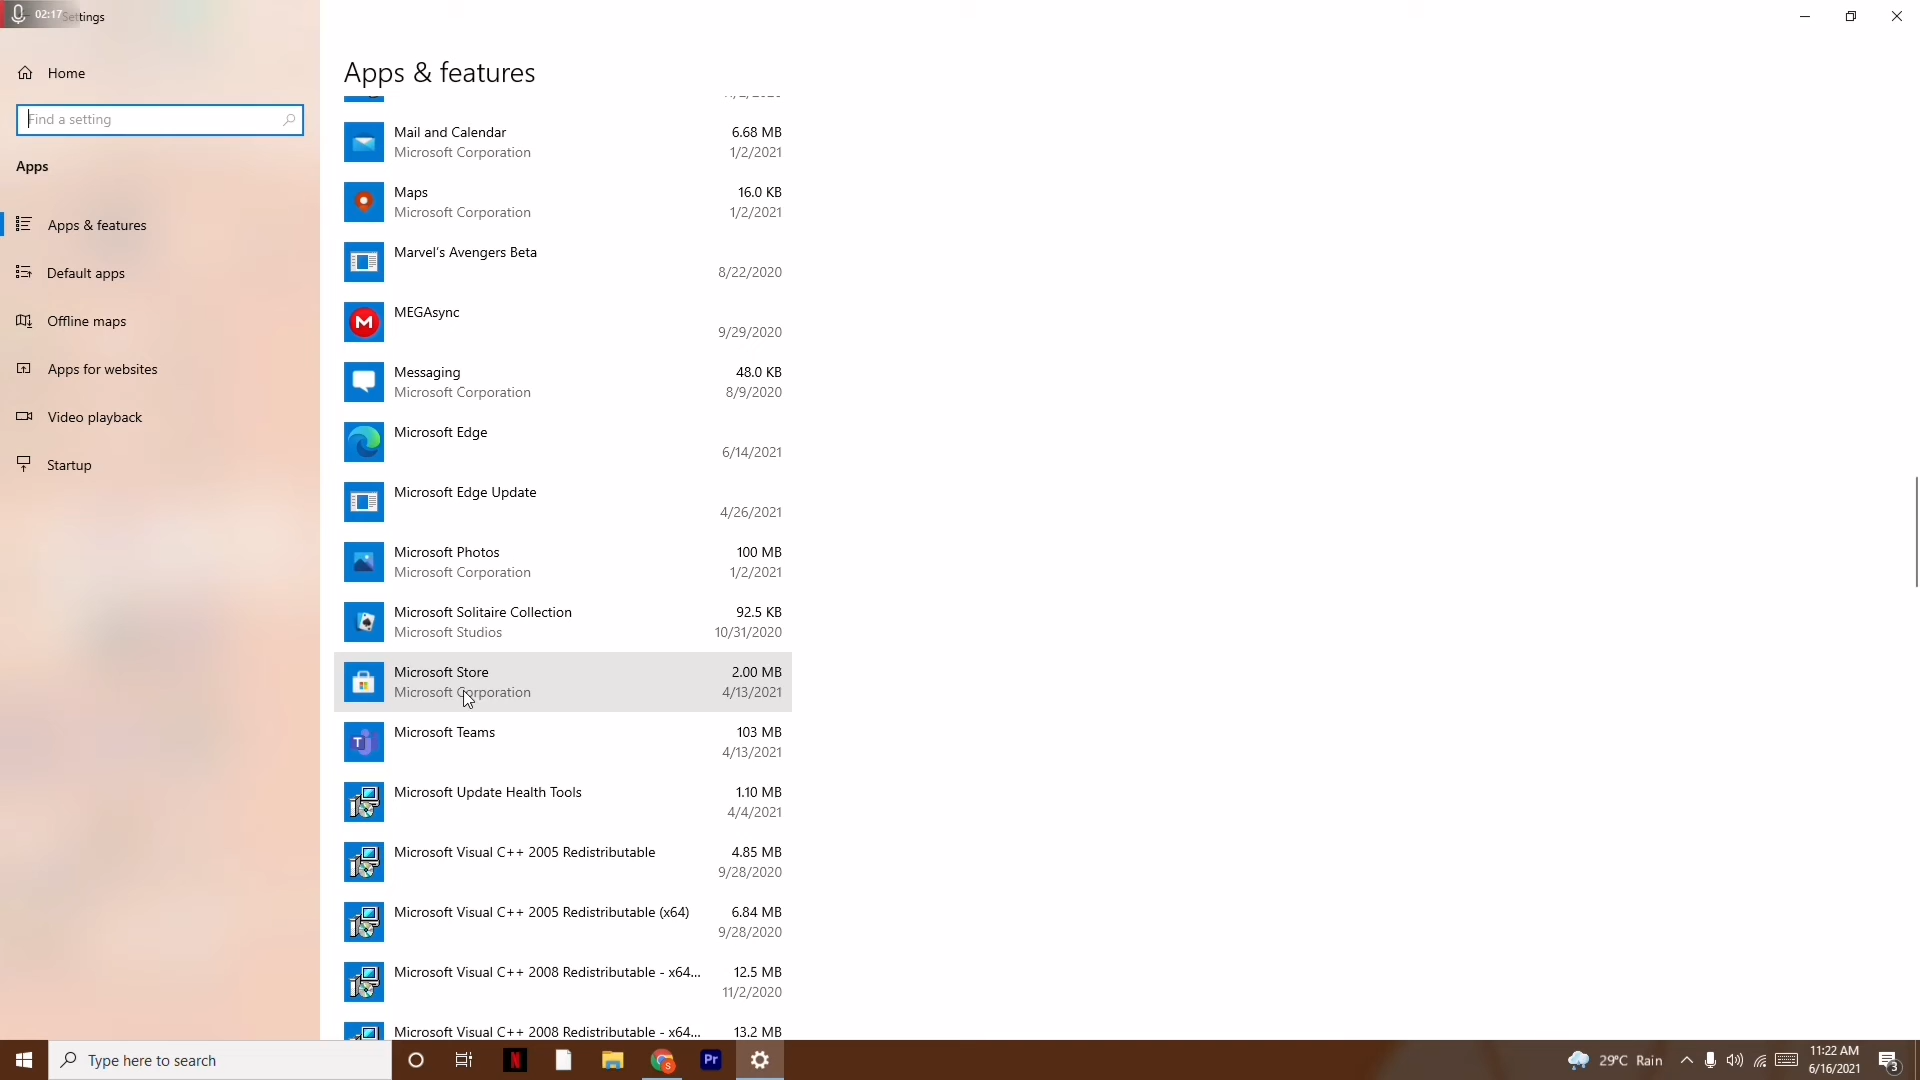 02:17
Settings
Home
Find a setting
Apps
Apps & features
Default apps
Offline maps
Apps for websites
Video playback
Startup
Apps & features
Mail and Calendar 6.68 MB
Microsoft Corporation 1/2/2021
Maps 16.0 KB
Microsoft Corporation 1/2/2021
Marvel's Avengers Beta
8/22/2020
MEGAsync
9/29/2020
Messaging 48.0 KB
Microsoft Corporation 8/9/2020
Microsoft Edge
6/14/2021
Microsoft Edge Update
4/26/2021
Microsoft Photos 100 MB
Microsoft Corporation 1/2/2021
Microsoft Solitaire Collection 92.5 KB
Microsoft Studios 10/31/2020
Microsoft Store 2.00 MB
Microsoft Corporation 4/13/2021
Microsoft Teams 103 MB
4/13/2021
Microsoft Update Health Tools 1.10 MB
4/4/2021
Microsoft Visual C++ 2005 Redistributable 4.85 MB
9/28/2020
Microsoft Visual C++ 2005 Redistributable (x64) 6.84 MB
9/28/2020
Microsoft Visual C++ 2008 Redistributable - x64... 12.5 MB
11/2/2020
Microsoft Visual C++ 2008 Redistributable - x64... 13.2 MB
Type here to search
N
S
Pr
29°C Rain
11:22 AM
6/16/2021
3